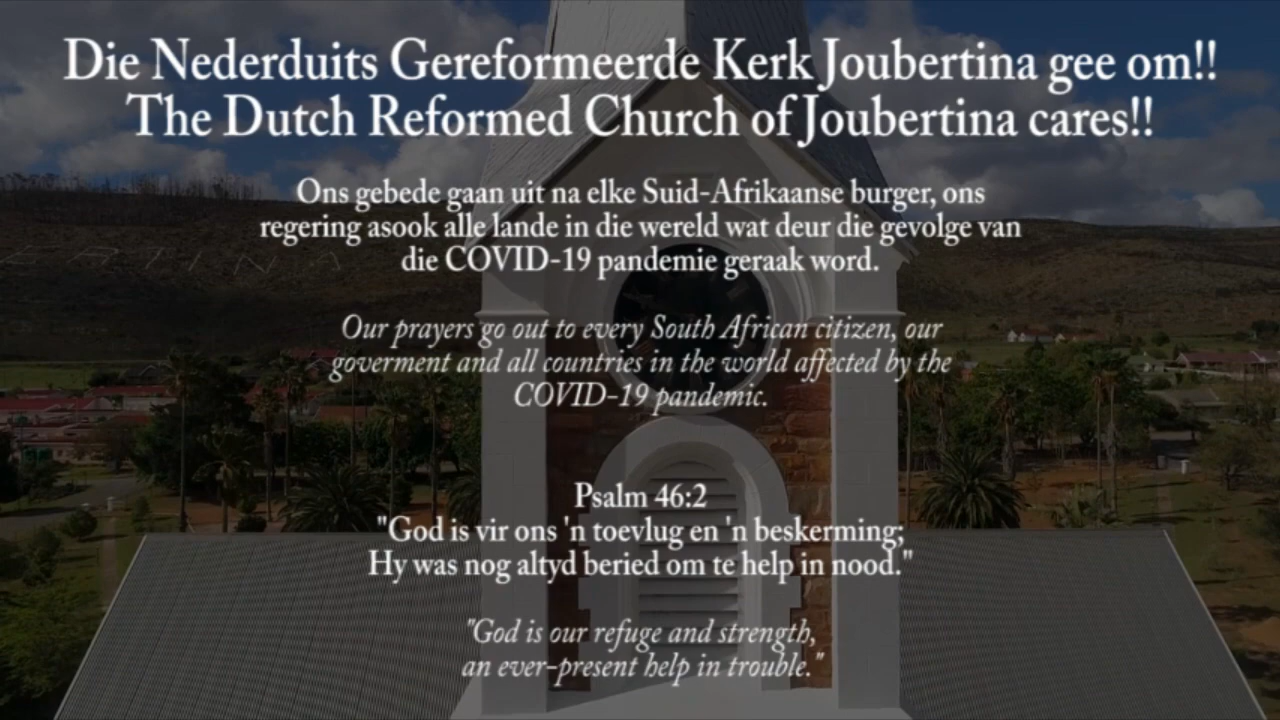 Die Nederduits Gereformeerde Kerk Joubertina gee om!!
The Dutch Reformed Church of Joubertina cares!!
Ons gebede gaan uit na elke Suid-Afrikaanse burger, ons
regering asook alle lande in die wereld wat deur die gevolge van
die COVID-19 pandemie geraak word.
Our prayers go out to every South African citizen, our
goverment and all countries in the world affected by the
COVID-19 pandemic.
Psalm 46:2
"God is vir ons 'n toevlug en 'n beskerming;
Hy was nog altyd beried om te help in nood."
"God is our refuge and strength,
an ever-present help in trouble."